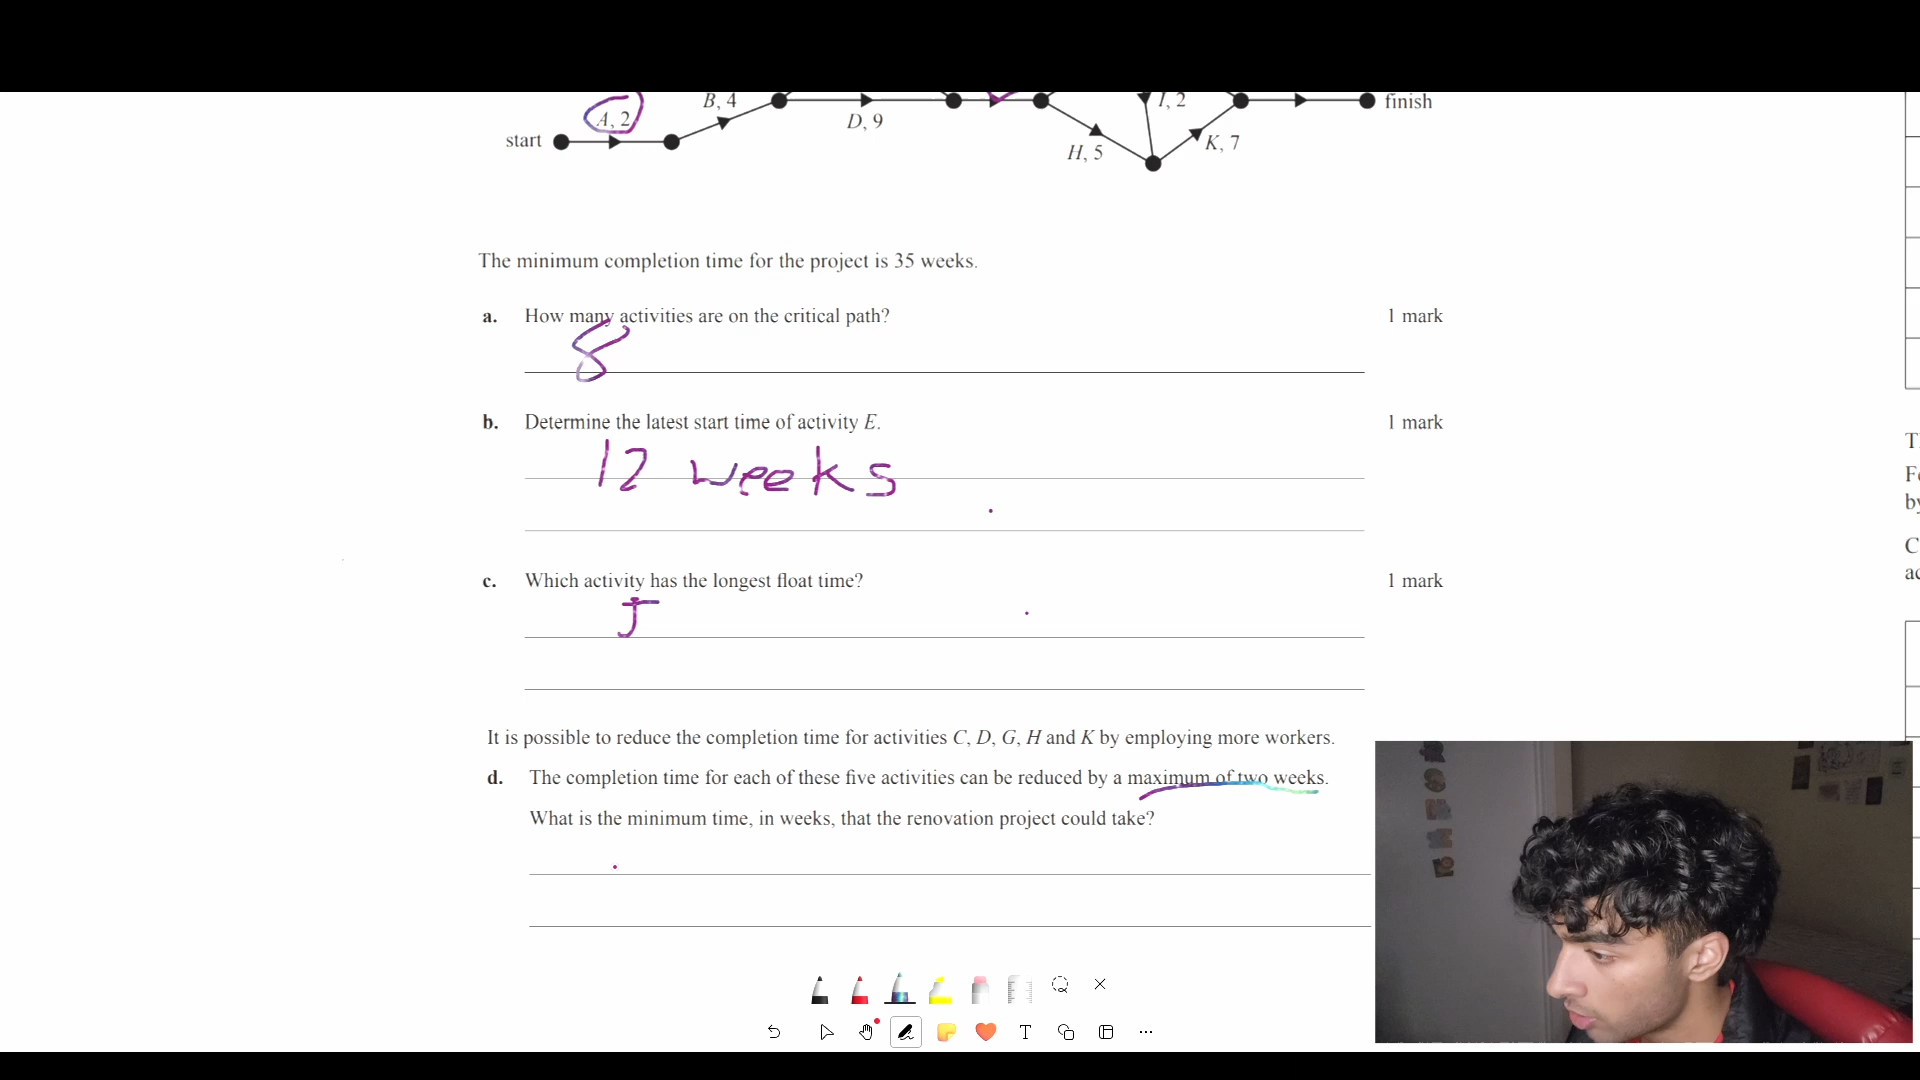 B, 4
I, 2
finish
A, 2
D, 9
start
H, 5
K, 7
The minimum completion time for the project is 35 weeks.
a. How many activities are on the critical path? 1 mark
8
b. Determine the latest start time of activity E. 1 mark
12 weeks
c. Which activity has the longest float time? 1 mark
J
It is possible to reduce the completion time for activities C, D, G, H and K by employing more workers.
d. The completion time for each of these five activities can be reduced by a maximum of two weeks.
What is the minimum time, in weeks, that the renovation project could take?